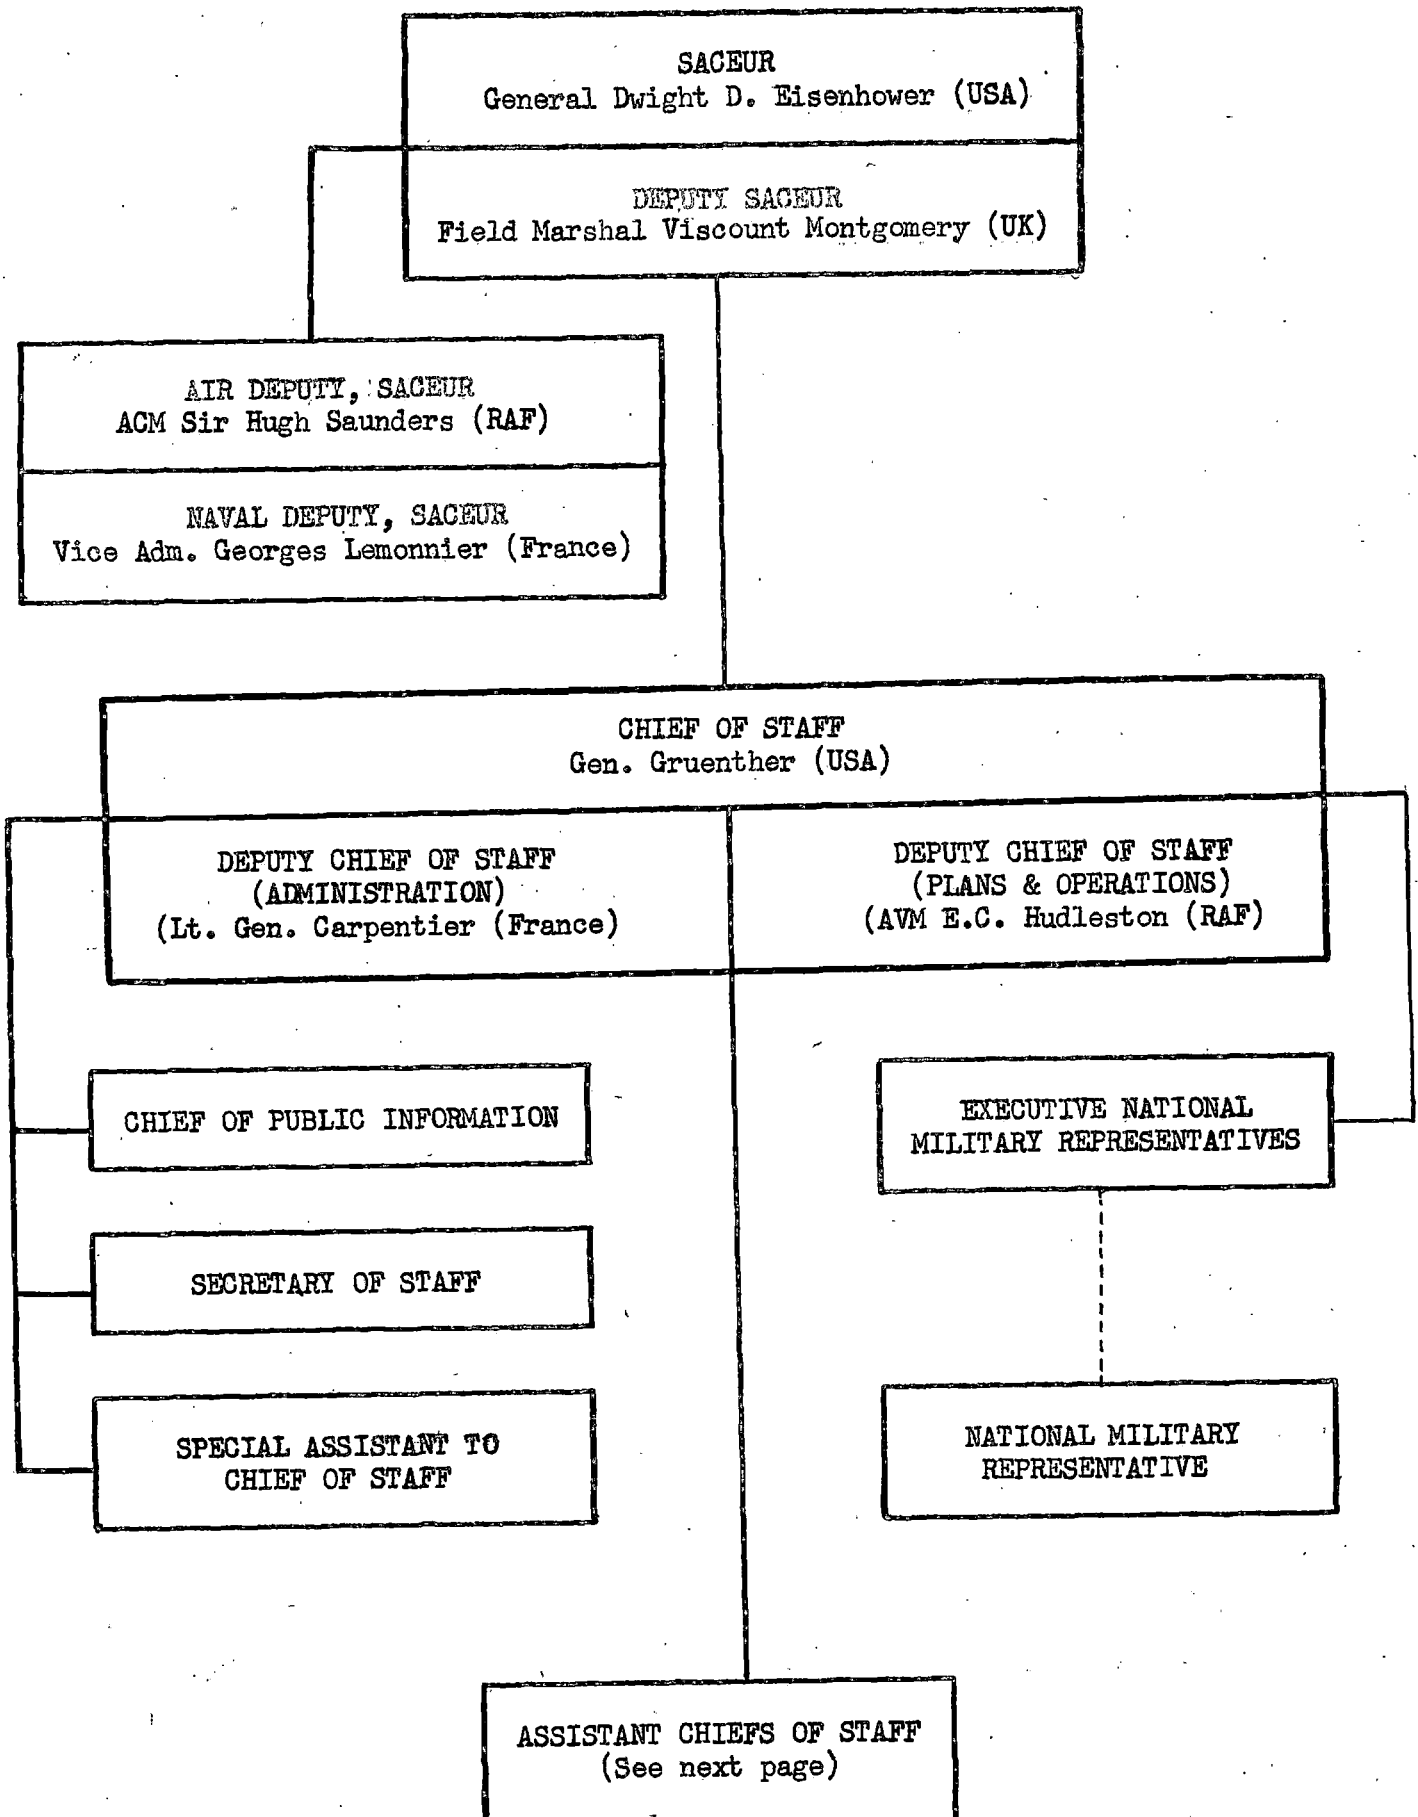 SACEUR
General Dwight D. Eisenhower (USA)
DEPUTY SACEUR
Field Marshal Viscount Montgomery (UK)
AIR DEPUTY, SACEUR
ACM Sir Hugh Saunders (RAF)
NAVAL DEPUTY, SACEUR
Vice Adm. Georges Lemonnier (France)
CHIEF OF STAFF
Gen. Gruenther (USA)
DEPUTY CHIEF OF STAFF
(ADMINISTRATION)
(Lt. Gen. Carpentier (France)
DEPUTY CHIEF OF STAFF
(PLANS & OPERATIONS)
(AVM E.C. Hudleston (RAF)
CHIEF OF PUBLIC INFORMATION
EXECUTIVE NATIONAL
MILITARY REPRESENTATIVES
SECRETARY OF STAFF
SPECIAL ASSISTANT TO
CHIEF OF STAFF
NATIONAL MILITARY
REPRESENTATIVE
ASSISTANT CHIEFS OF STAFF
(See next page)